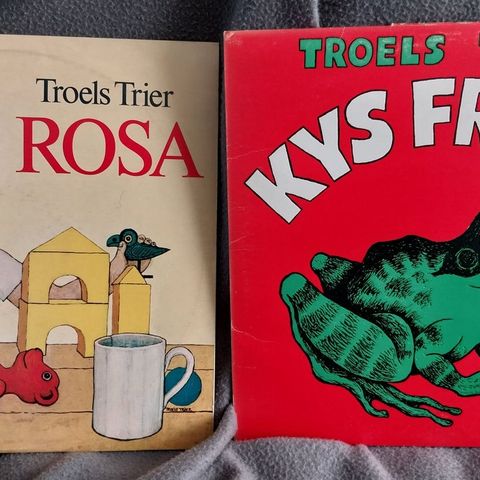 Troels Trier
ROSA
TROELS
KYS FR